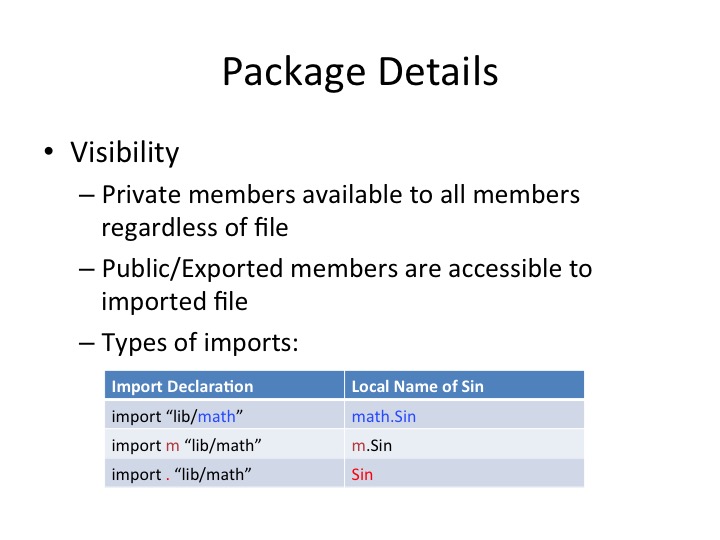 Package Details
• Visibility
– Private members available to all members
regardless of file
– Public/Exported members are accessible to
imported file
– Types of imports:
Import Declaration Local Name of Sin
import “lib/math” math.Sin
import m “lib/math” m.Sin
import . “lib/math” Sin